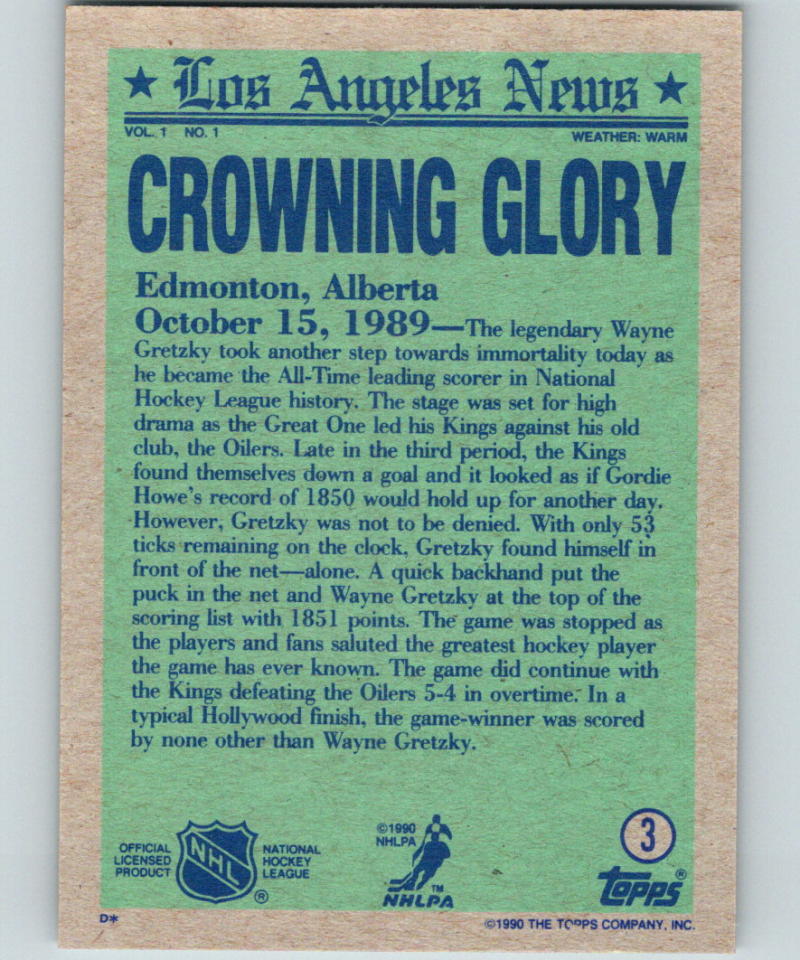 ★ Los Angeles News ★
VOL. 1 NO. 1 WEATHER: WARM
CROWNING GLORY
Edmonton, Alberta
October 15, 1989—The legendary Wayne
Gretzky took another step towards immortality today as
he became the All-Time leading scorer in National
Hockey League history. The stage was set for high
drama as the Great One led his Kings against his old
club, the Oilers. Late in the third period, the Kings
found themselves down a goal and it looked as if Gordie
Howe's record of 1850 would hold up for another day.
However, Gretzky was not to be denied. With only 53
ticks remaining on the clock, Gretzky found himself in
front of the net—alone. A quick backhand put the
puck in the net and Wayne Gretzky at the top of the
scoring list with 1851 points. The game was stopped as
the players and fans saluted the greatest hockey player
the game has ever known. The game did continue with
the Kings defeating the Oilers 5-4 in overtime. In a
typical Hollywood finish, the game-winner was scored
by none other than Wayne Gretzky.
OFFICIAL
LICENSED
PRODUCT
NHL
NATIONAL
HOCKEY
LEAGUE
®
©1990
NHLPA
TM
NHLPA
3
topps®
D*
©1990 THE TOPPS COMPANY, INC.